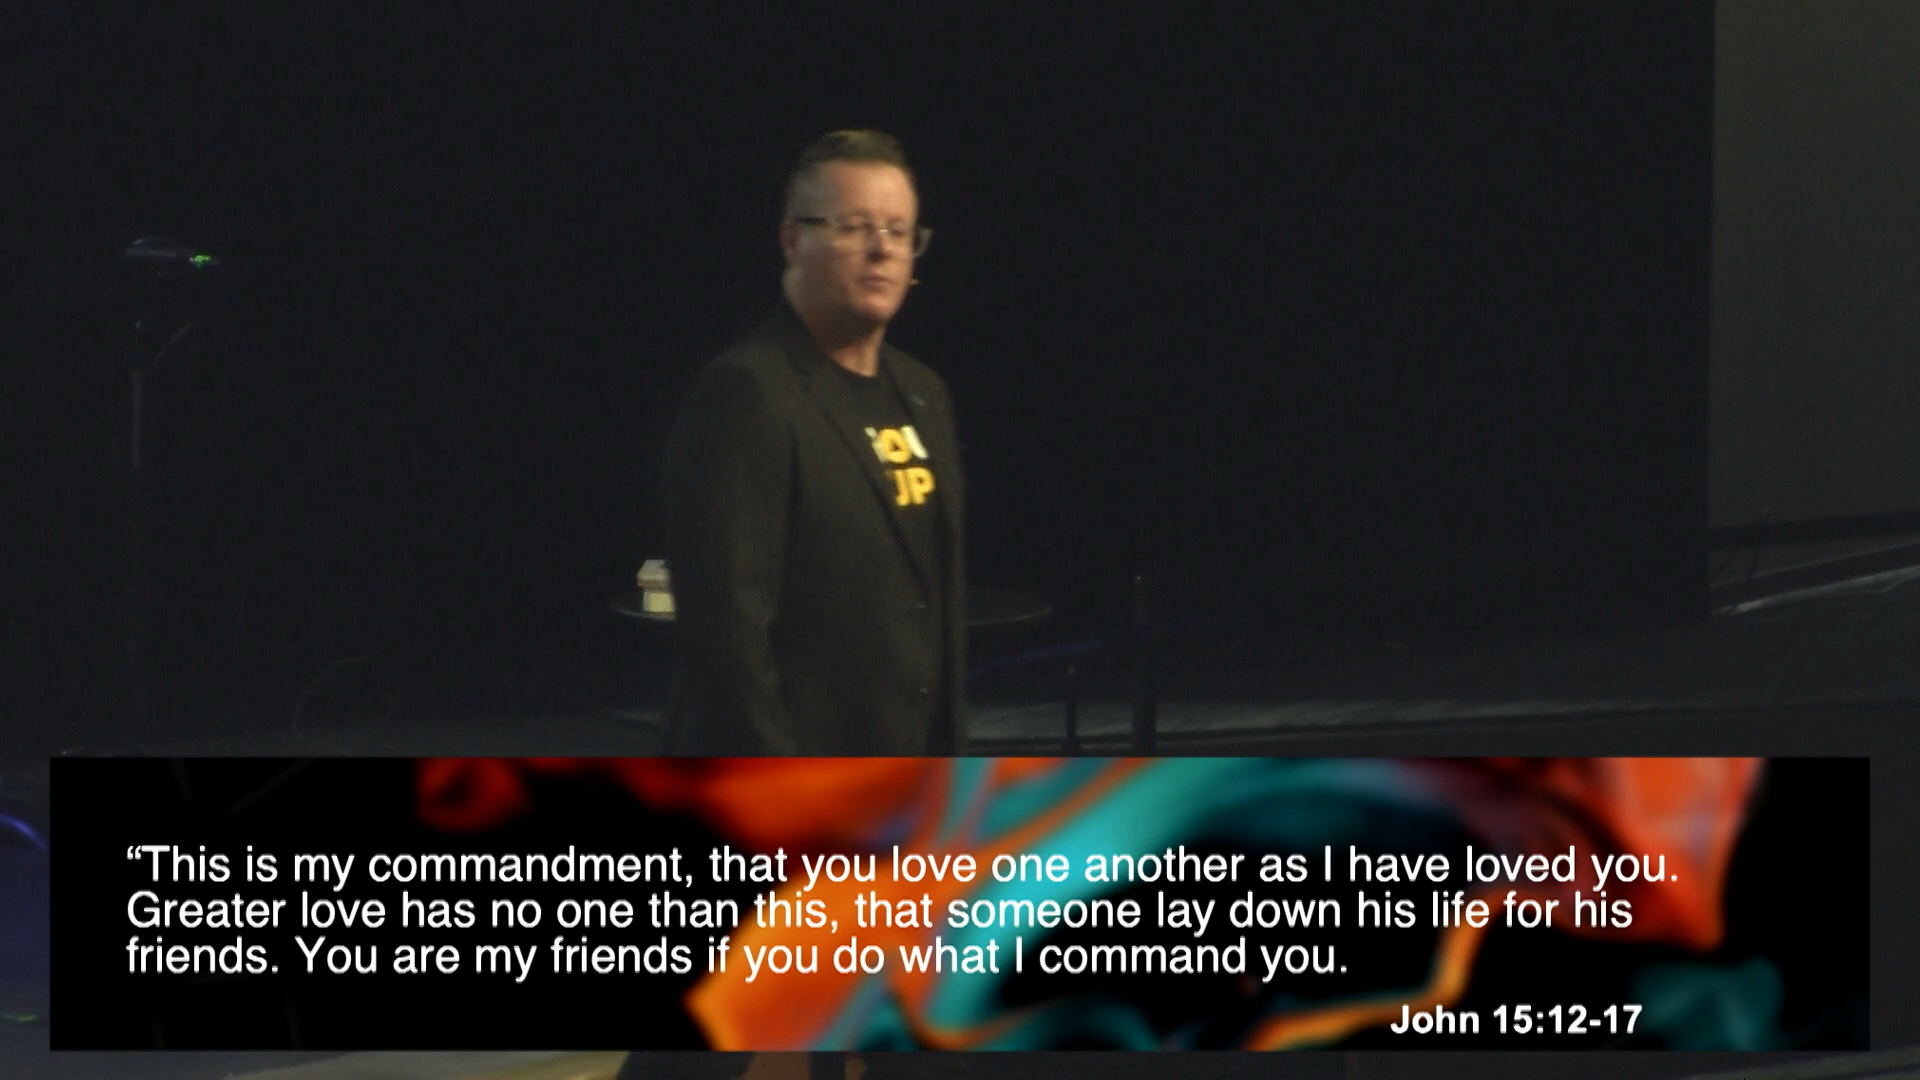 UP
“This is my commandment, that you love one another as I have loved you.
Greater love has no one than this, that someone lay down his life for his
friends. You are my friends if you do what I command you.
John 15:12-17